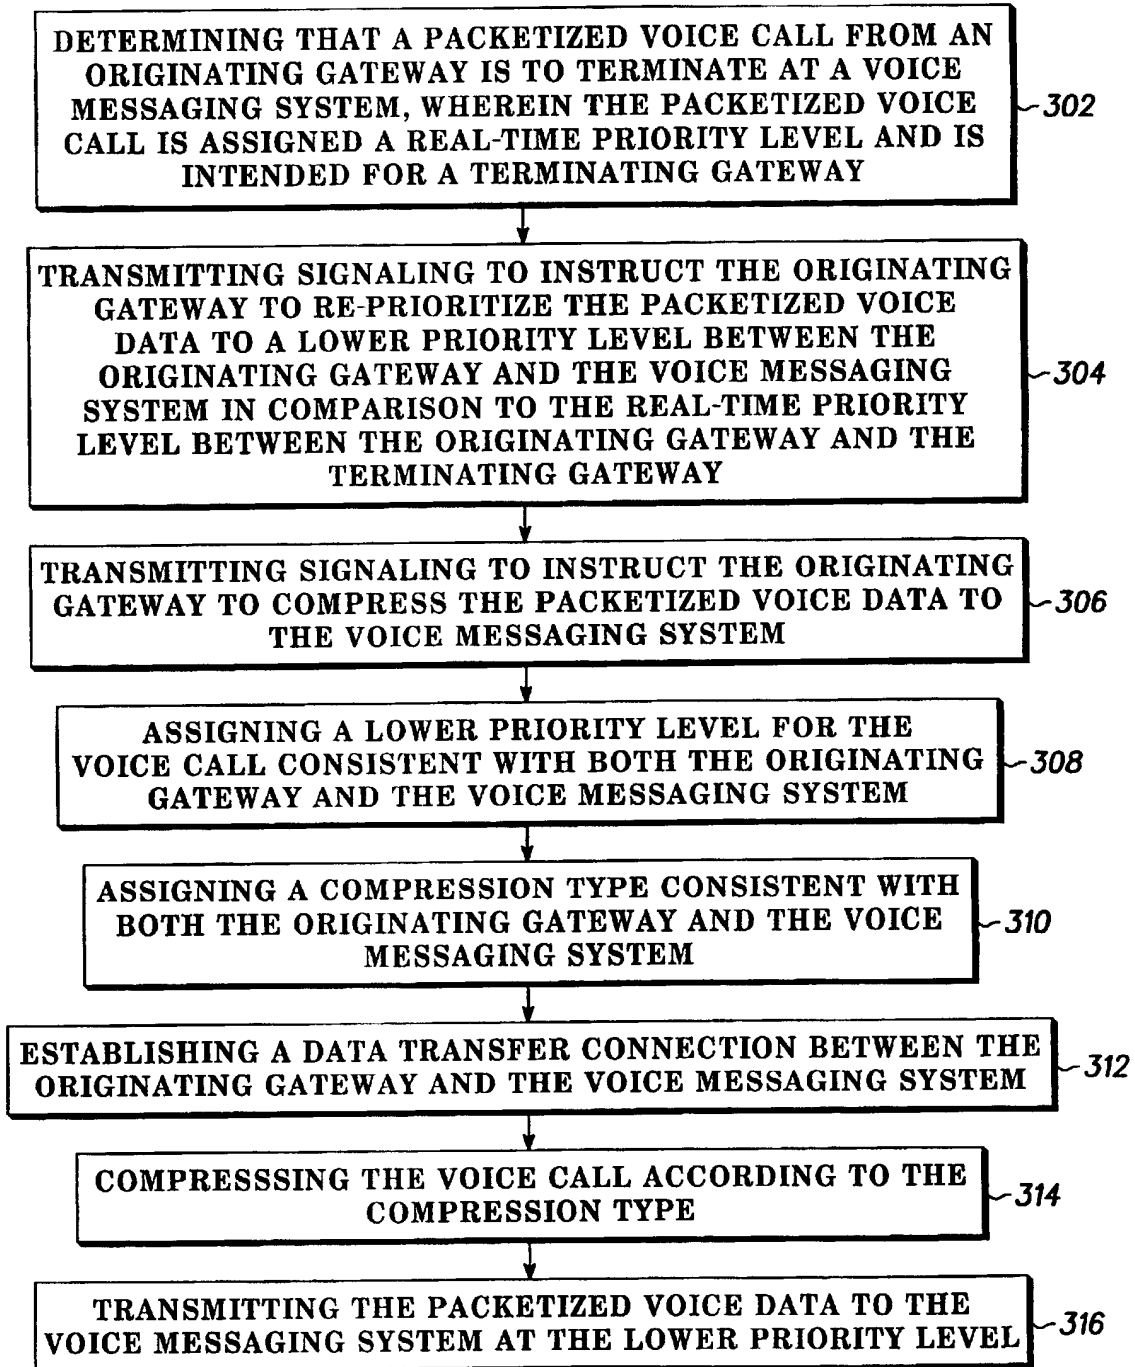 DETERMINING THAT A PACKETIZED VOICE CALL FROM AN
ORIGINATING GATEWAY IS TO TERMINATE AT A VOICE
MESSAGING SYSTEM, WHEREIN THE PACKETIZED VOICE
CALL IS ASSIGNED A REAL-TIME PRIORITY LEVEL AND IS
INTENDED FOR A TERMINATING GATEWAY
302
TRANSMITTING SIGNALING TO INSTRUCT THE ORIGINATING
GATEWAY TO RE-PRIORITIZE THE PACKETIZED VOICE
DATA TO A LOWER PRIORITY LEVEL BETWEEN THE
ORIGINATING GATEWAY AND THE VOICE MESSAGING
SYSTEM IN COMPARISON TO THE REAL-TIME PRIORITY
LEVEL BETWEEN THE ORIGINATING GATEWAY AND THE
TERMINATING GATEWAY
304
TRANSMITTING SIGNALING TO INSTRUCT THE ORIGINATING
GATEWAY TO COMPRESS THE PACKETIZED VOICE DATA TO
THE VOICE MESSAGING SYSTEM
306
ASSIGNING A LOWER PRIORITY LEVEL FOR THE
VOICE CALL CONSISTENT WITH BOTH THE ORIGINATING
GATEWAY AND THE VOICE MESSAGING SYSTEM
308
ASSIGNING A COMPRESSION TYPE CONSISTENT WITH
BOTH THE ORIGINATING GATEWAY AND THE VOICE
MESSAGING SYSTEM
310
ESTABLISHING A DATA TRANSFER CONNECTION BETWEEN THE
ORIGINATING GATEWAY AND THE VOICE MESSAGING SYSTEM
312
COMPRESSSING THE VOICE CALL ACCORDING TO THE
COMPRESSION TYPE
314
TRANSMITTING THE PACKETIZED VOICE DATA TO THE
VOICE MESSAGING SYSTEM AT THE LOWER PRIORITY LEVEL
316